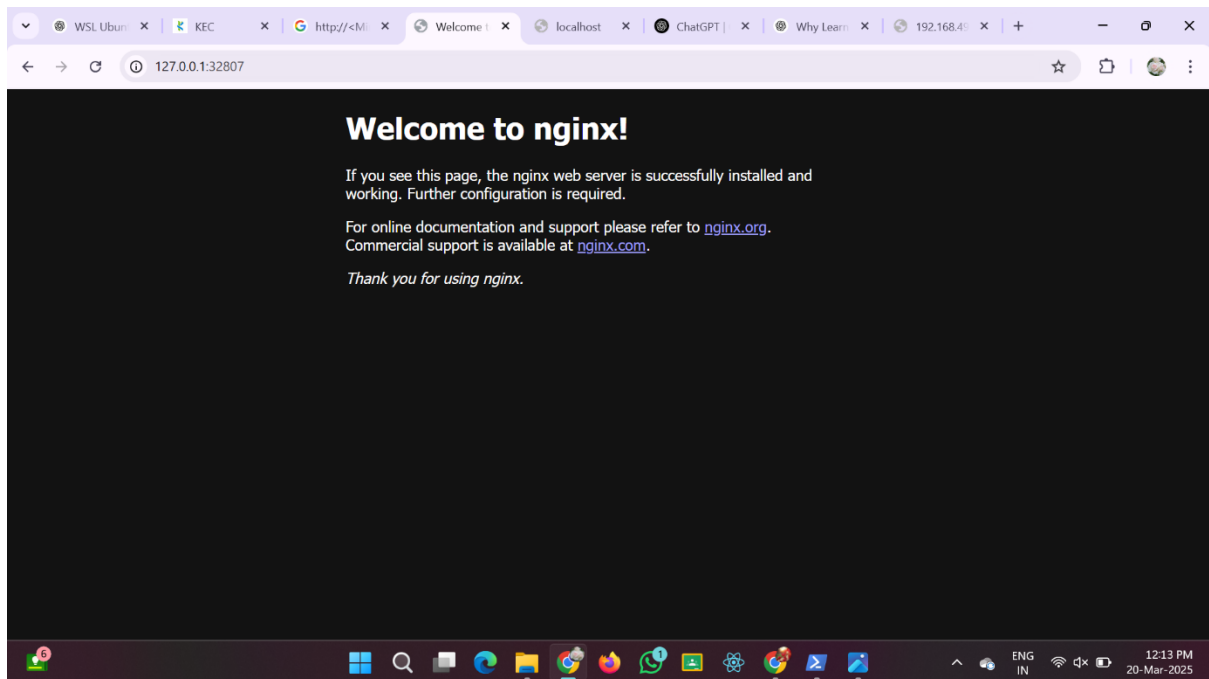 WSL Ubun
KEC
http://<Mi
Welcome t
localhost
ChatGPT |
Why Learn
192.168.49
127.0.0.1:32807
Welcome to nginx!
If you see this page, the nginx web server is successfully installed and
working. Further configuration is required.
For online documentation and support please refer to nginx.org.
Commercial support is available at nginx.com.
Thank you for using nginx.
6
1
ENG
IN
12:13 PM
20-Mar-2025